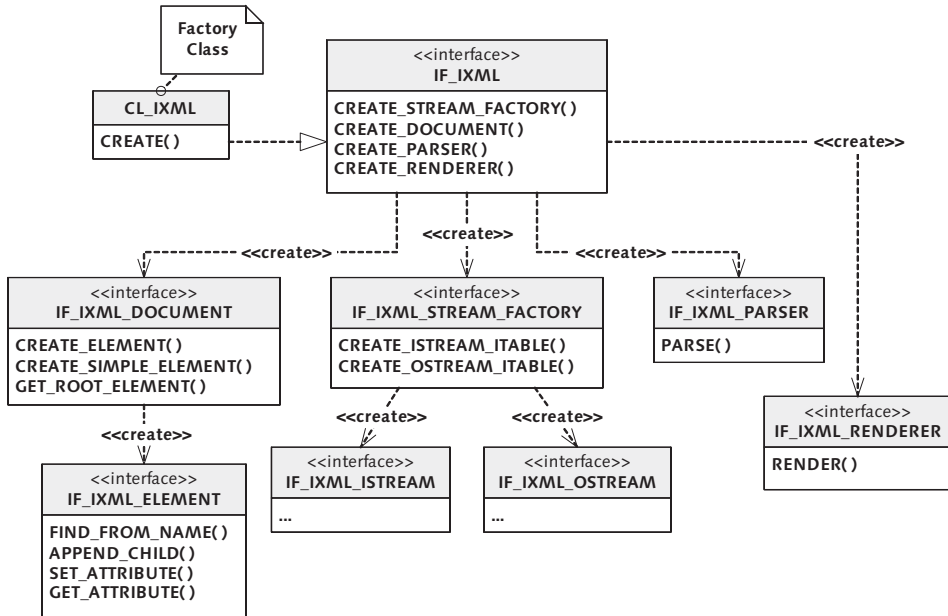 Factory
Class
CL_IXML
CREATE()
<<interface>>
IF_IXML
CREATE_STREAM_FACTORY()
CREATE_DOCUMENT()
CREATE_PARSER()
CREATE_RENDERER()
<<create>>
<<create>>
<<create>>
<<create>>
<<interface>>
IF_IXML_DOCUMENT
CREATE_ELEMENT()
CREATE_SIMPLE_ELEMENT()
GET_ROOT_ELEMENT()
<<interface>>
IF_IXML_STREAM_FACTORY
CREATE_ISTREAM_ITABLE()
CREATE_OSTREAM_ITABLE()
<<interface>>
IF_IXML_PARSER
PARSE()
<<create>>
<<create>>
<<create>>
<<interface>>
IF_IXML_RENDERER
RENDER()
<<interface>>
IF_IXML_ELEMENT
FIND_FROM_NAME()
APPEND_CHILD()
SET_ATTRIBUTE()
GET_ATTRIBUTE()
<<interface>>
IF_IXML_ISTREAM
...
<<interface>>
IF_IXML_OSTREAM
...